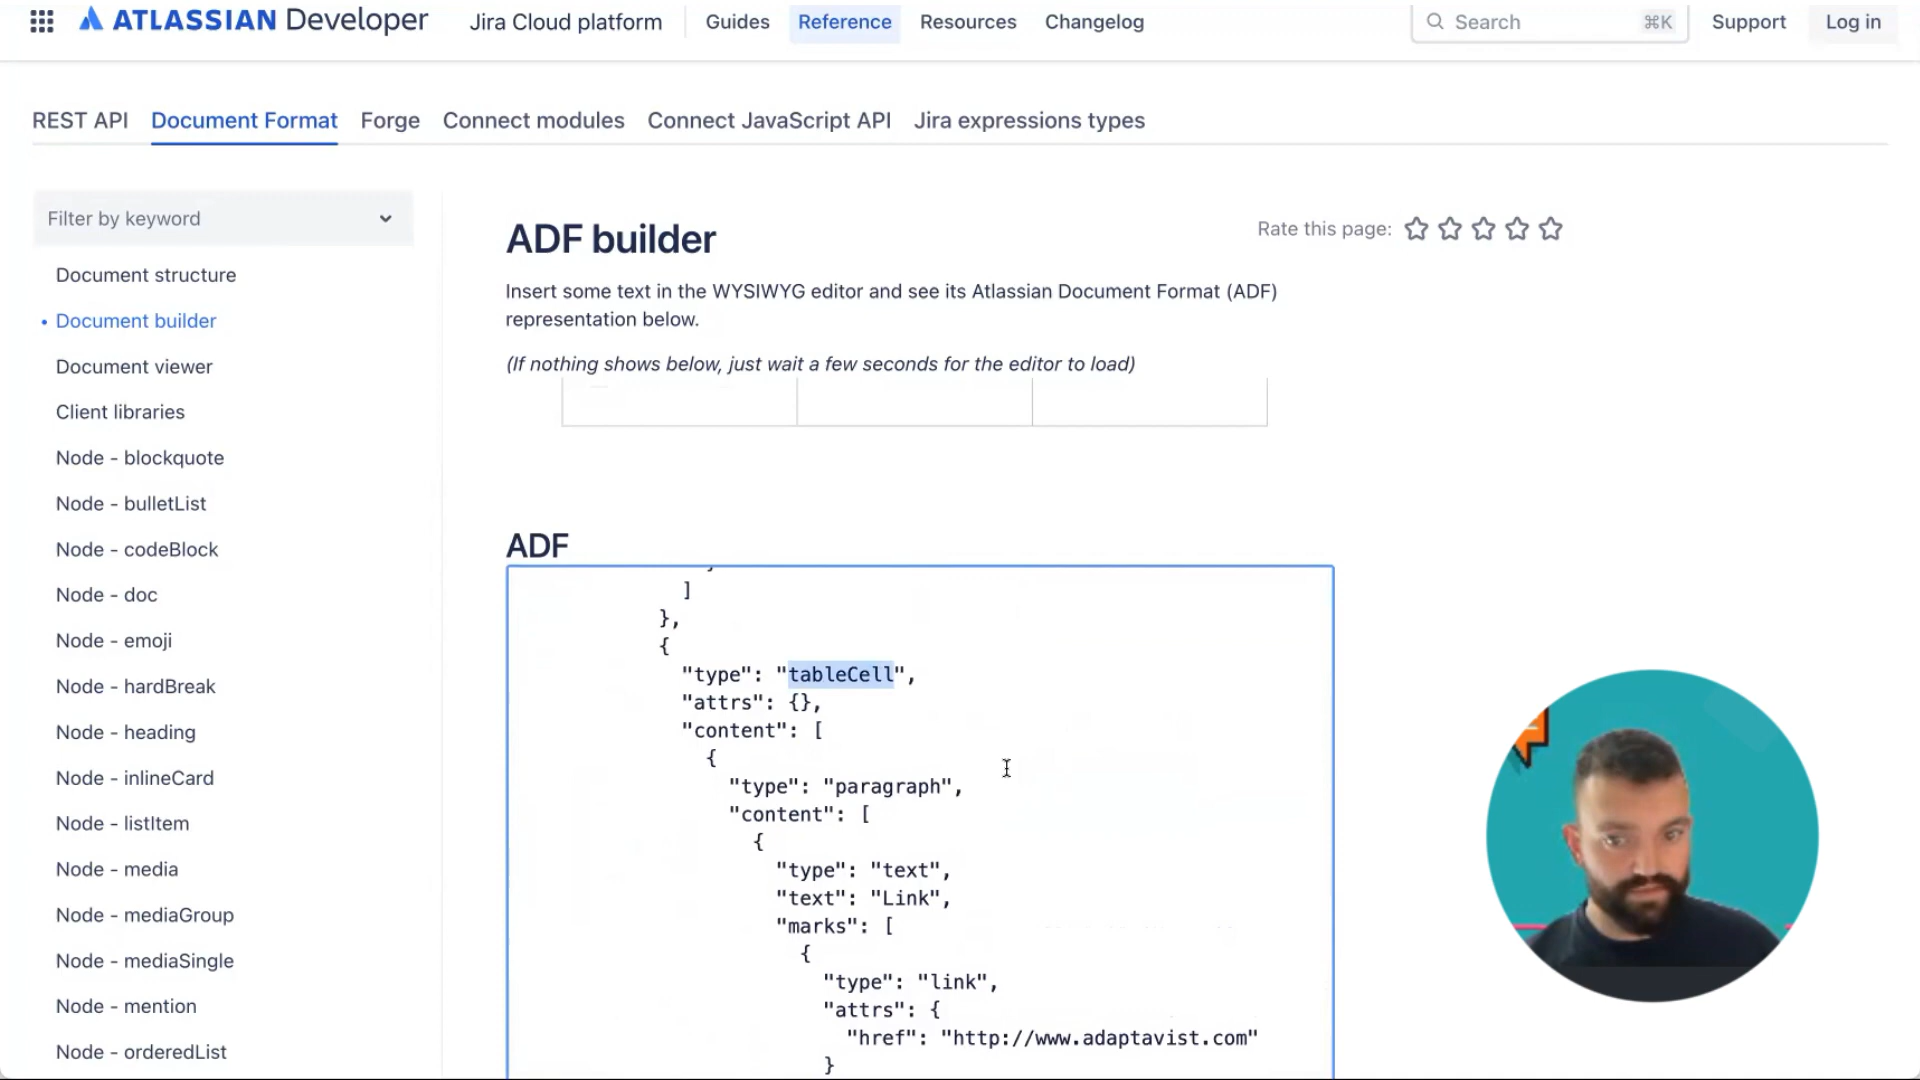 ATLASSIAN Developer
Jira Cloud platform
Guides
Reference
Resources
Changelog
Search
⌘K
Support
Log in
REST API
Document Format
Forge
Connect modules
Connect JavaScript API
Jira expressions types
Filter by keyword
Document structure
Document builder
Document viewer
Client libraries
Node - blockquote
Node - bulletList
Node - codeBlock
Node - doc
Node - emoji
Node - hardBreak
Node - heading
Node - inlineCard
Node - listItem
Node - media
Node - mediaGroup
Node - mediaSingle
Node - mention
Node - orderedList
ADF builder
Rate this page:
Insert some text in the WYSIWYG editor and see its Atlassian Document Format (ADF)
representation below.
(If nothing shows below, just wait a few seconds for the editor to load)
ADF
]
},
{
"type": "tableCell",
"attrs": {},
"content": [
{
"type": "paragraph",
"content": [
{
"type": "text",
"text": "Link",
"marks": [
{
"type": "link",
"attrs": {
"href": "http://www.adaptavist.com"
}